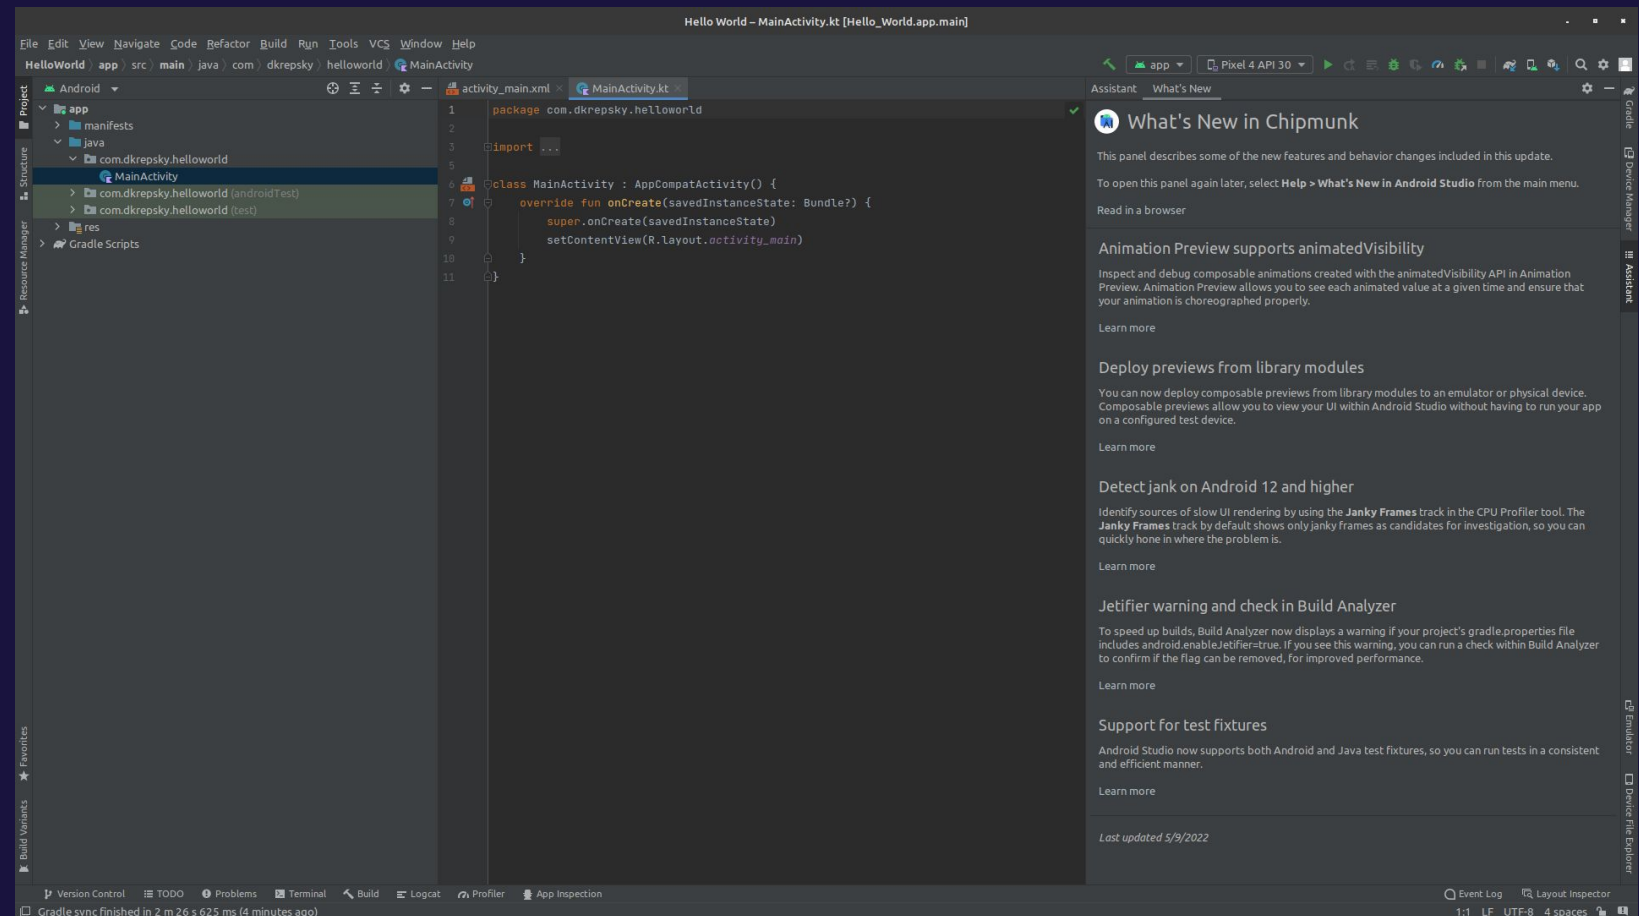 Hello World – MainActivity.kt [Hello_World.app.main]
File Edit View Navigate Code Refactor Build Run Tools VCS Window Help
HelloWorld app src main java com dkrepsky helloworld MainActivity
app Pixel 4 API 30
Project
Structure
Resource Manager
Favorites
Build Variants
Android
app
manifests
java
com.dkrepsky.helloworld
MainActivity
com.dkrepsky.helloworld (androidTest)
com.dkrepsky.helloworld (test)
res
Gradle Scripts
activity_main.xml MainActivity.kt
1 package com.dkrepsky.helloworld
2
3 import ...
5
6 class MainActivity : AppCompatActivity() {
7 override fun onCreate(savedInstanceState: Bundle?) {
8 super.onCreate(savedInstanceState)
9 setContentView(R.layout.activity_main)
10 }
11 }
Assistant What's New
What's New in Chipmunk
This panel describes some of the new features and behavior changes included in this update.
To open this panel again later, select Help > What's New in Android Studio from the main menu.
Read in a browser
Animation Preview supports animatedVisibility
Inspect and debug composable animations created with the animatedVisibility API in Animation
Preview. Animation Preview allows you to see each animated value at a given time and ensure that
your animation is choreographed properly.
Learn more
Deploy previews from library modules
You can now deploy composable previews from library modules to an emulator or physical device.
Composable previews allow you to view your UI within Android Studio without having to run your app
on a configured test device.
Learn more
Detect jank on Android 12 and higher
Identify sources of slow UI rendering by using the Janky Frames track in the CPU Profiler tool. The
Janky Frames track by default shows only janky frames as candidates for investigation, so you can
quickly hone in where the problem is.
Learn more
Jetifier warning and check in Build Analyzer
To speed up builds, Build Analyzer now displays a warning if your project's gradle.properties file
includes android.enableJetifier=true. If you see this warning, you can run a check within Build Analyzer
to confirm if the flag can be removed, for improved performance.
Learn more
Support for test fixtures
Android Studio now supports both Android and Java test fixtures, so you can run tests in a consistent
and efficient manner.
Learn more
Last updated 5/9/2022
Gradle
Device Manager
Assistant
Emulator
Device File Explorer
Version Control TODO Problems Terminal Build Logcat Profiler App Inspection Event Log Layout Inspector
Gradle sync finished in 2 m 26 s 625 ms (4 minutes ago) 1:1 LF UTF-8 4 spaces